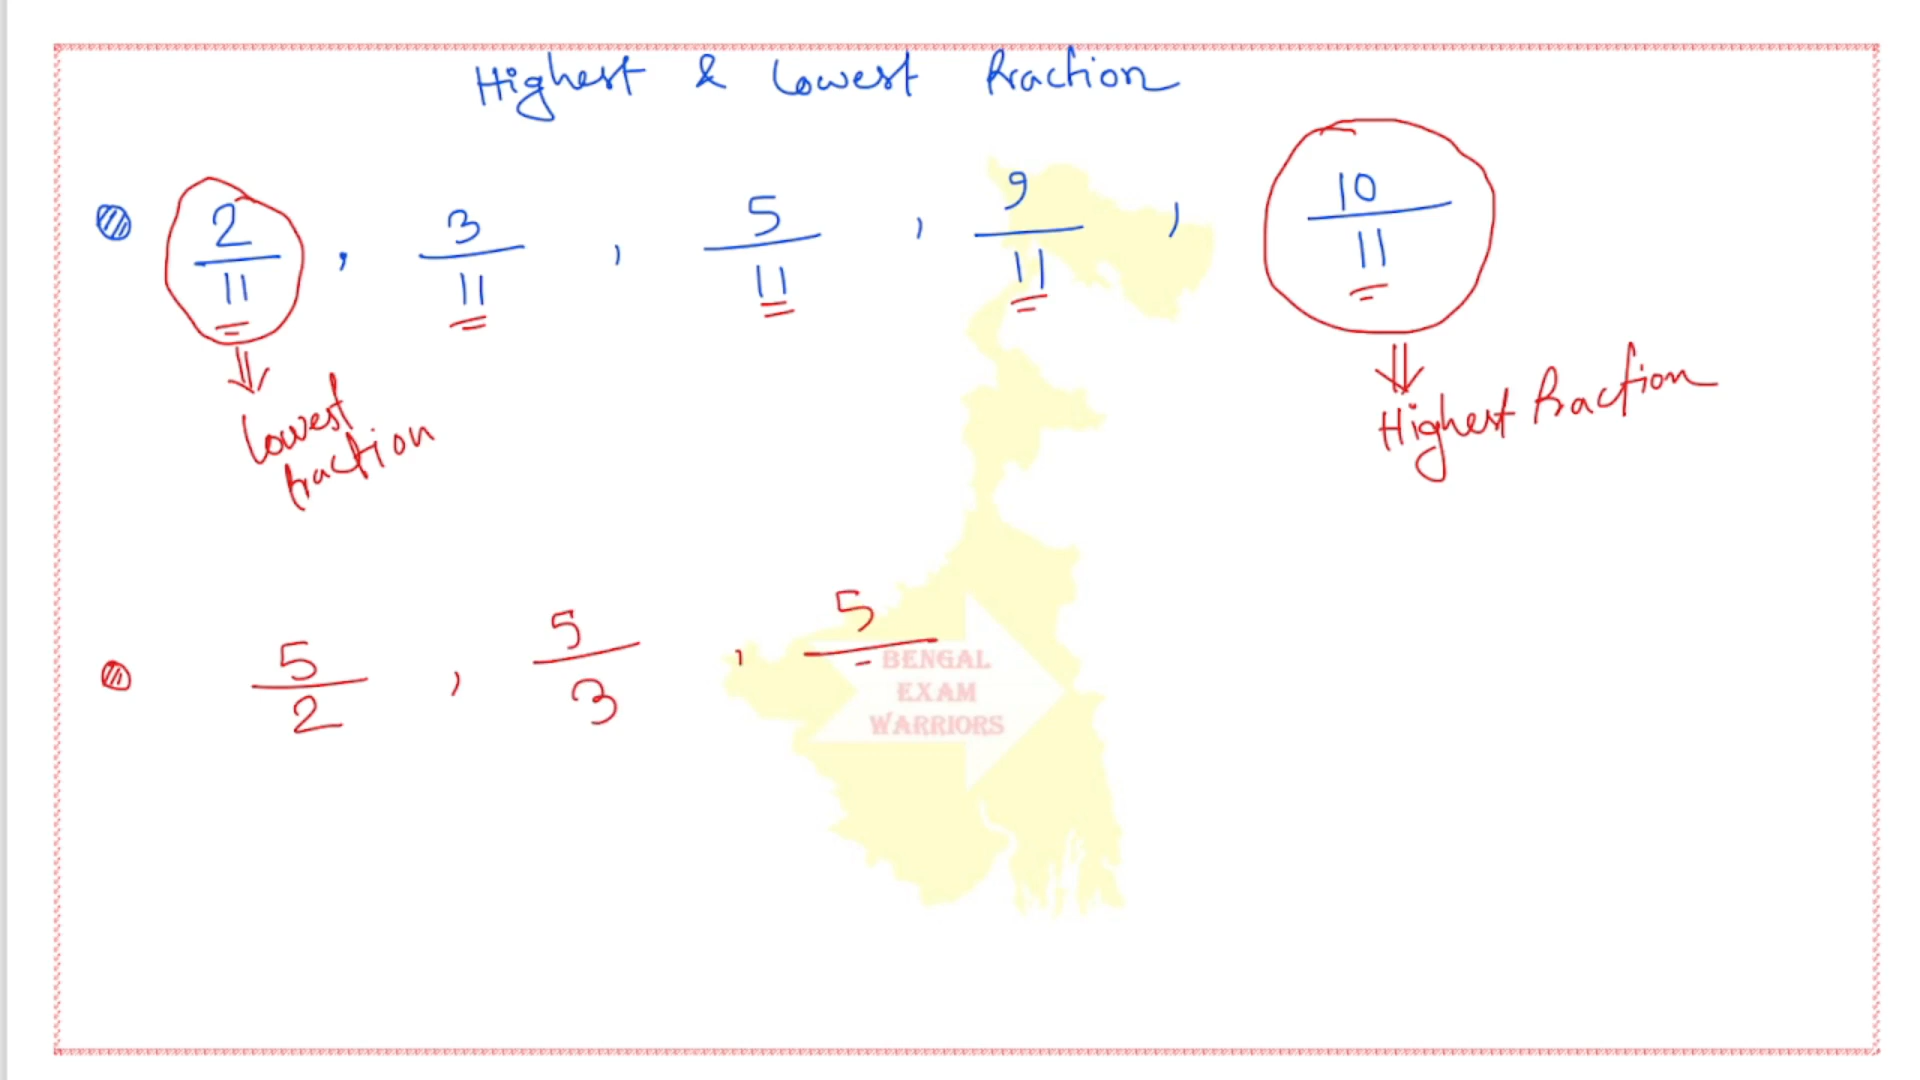 Highest & Lowest fraction
2/11 , 3/11 , 5/11 , 9/11 , 10/11
Lowest fraction
Highest fraction
5/2 , 5/3 , 5/
BENGAL
EXAM
WARRIORS